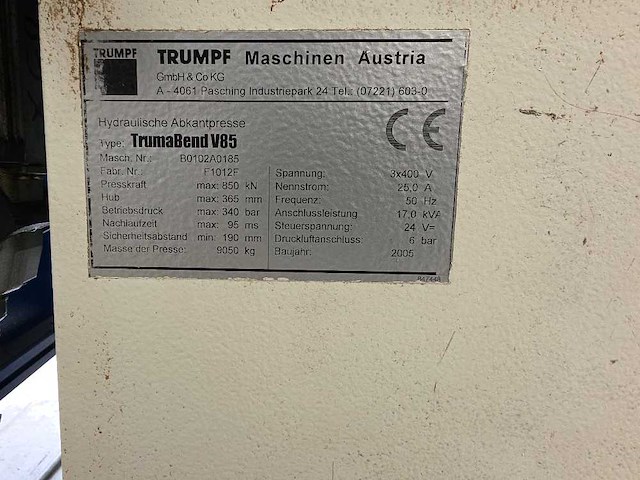 TRUMPF
TRUMPF Maschinen Austria
GmbH & Co KG
A - 4061 Pasching Industriepark 24 Tel.: (07221) 603-0
Hydraulische Abkantpresse
Type: TrumaBend V85
Masch. Nr.: B0102A0185
Fabr. Nr.: F1012F
Presskraft max. 850 kN
Hub max. 365 mm
Betriebsdruck max. 340 bar
Nachlaufzeit max. 95 ms
Sicherheitsabstand min. 190 mm
Masse der Presse: 9050 kg
CE
Spannung: 3x400 V
Nennstrom: 25,0 A
Frequenz: 50 Hz
Anschlussleistung 17,0 kVA
Steuerspannung: 24 V=
Druckluftanschluss: 6 bar
Baujahr: 2005